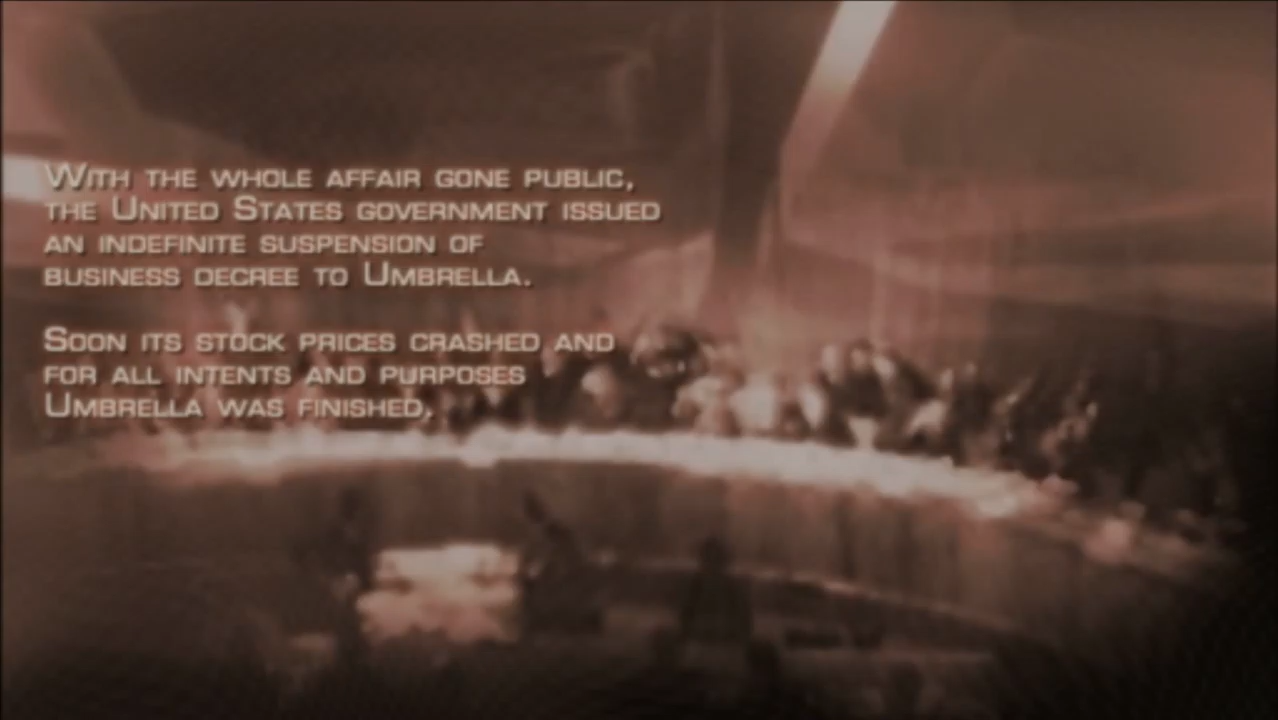 With the whole affair gone public,
the United States government issued
an indefinite suspension of
business decree to Umbrella.
Soon its stock prices crashed and
for all intents and purposes
Umbrella was finished.